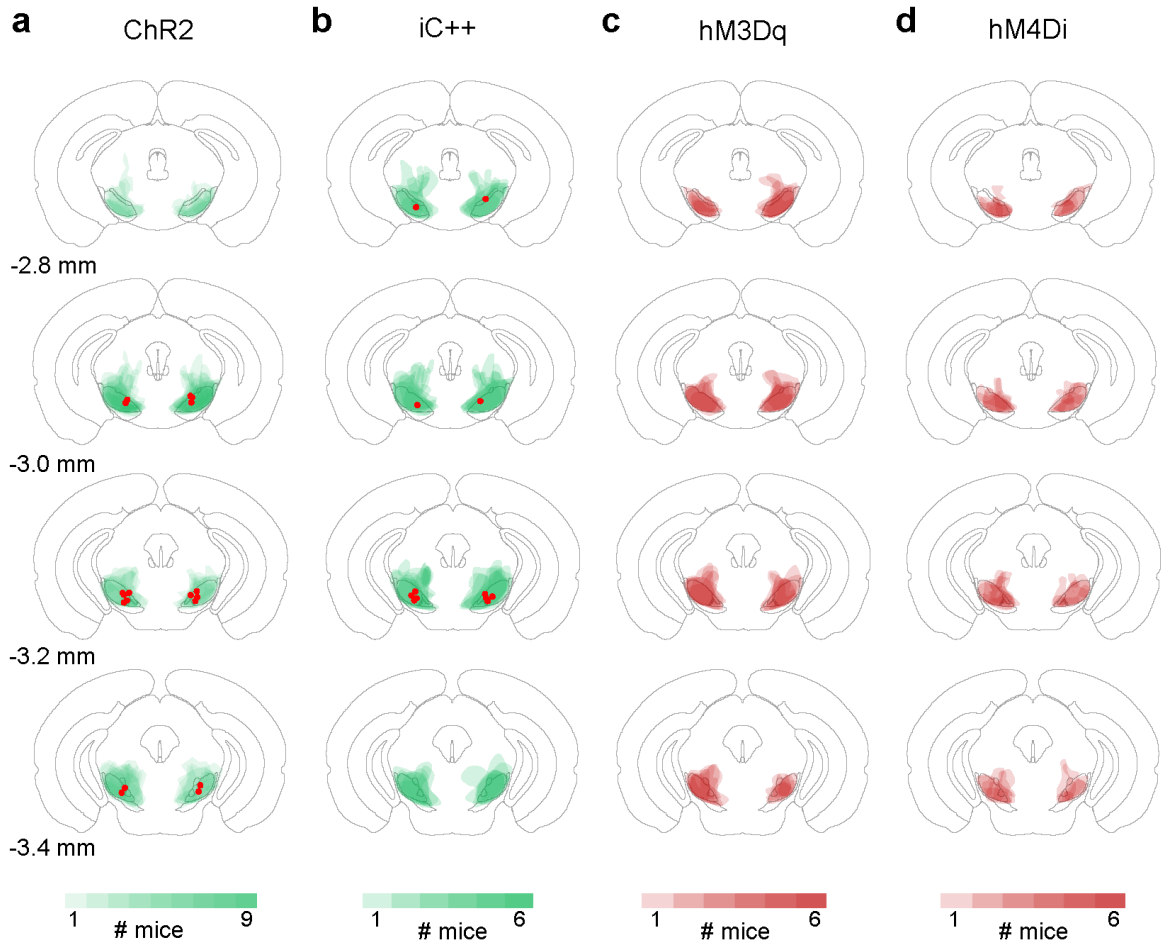 a ChR2 b iC++ c hM3Dq d hM4Di
-2.8 mm
-3.0 mm
-3.2 mm
-3.4 mm
1 9 1 6 1 6 1 6
# mice # mice # mice # mice